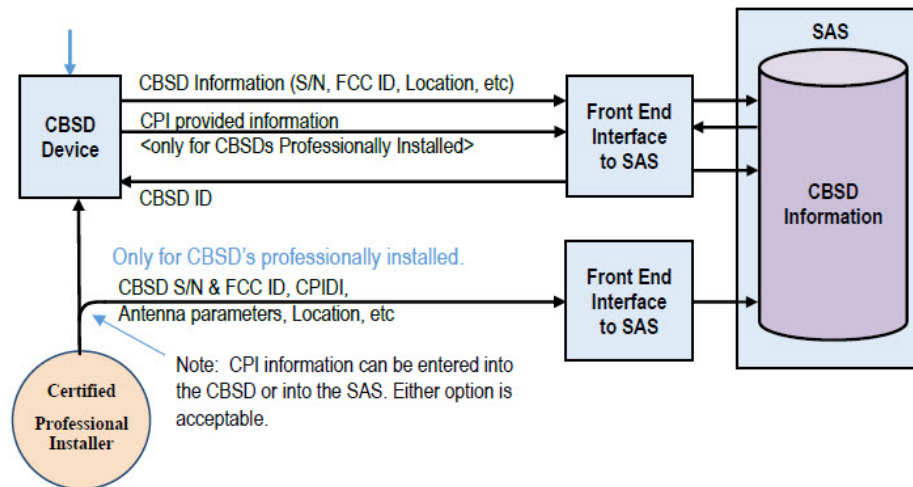 SAS
CBSD Information (S/N, FCC ID, Location, etc)
CBSD
Device
CPI provided information
<only for CBSDs Professionally Installed>
CBSD ID
Front End
Interface
to SAS
CBSD
Information
Only for CBSD's professionally installed.
CBSD S/N & FCC ID, CPIDI,
Antenna parameters, Location, etc
Front End
Interface
to SAS
Note: CPI information can be entered into
the CBSD or into the SAS. Either option is
acceptable.
Certified
Professional
Installer